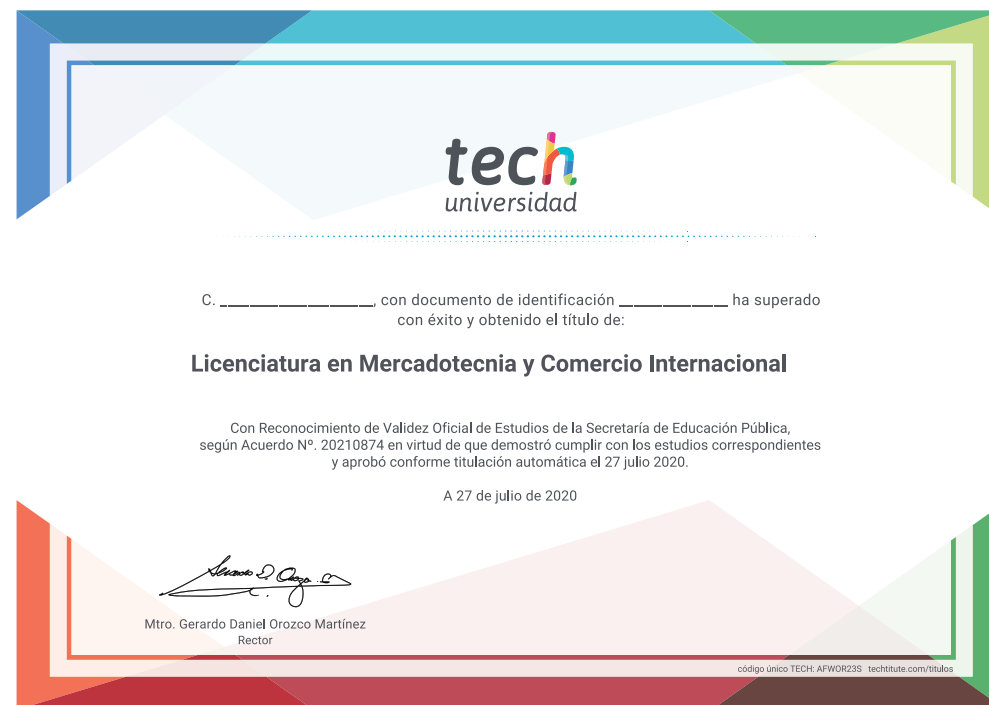 tech
universidad
C. __________________, con documento de identificación _____________ ha superado
con éxito y obtenido el título de:
Licenciatura en Mercadotecnia y Comercio Internacional
Con Reconocimiento de Validez Oficial de Estudios de la Secretaría de Educación Pública,
según Acuerdo Nº. 20210874 en virtud de que demostró cumplir con los estudios correspondientes
y aprobó conforme titulación automática el 27 julio 2020.
A 27 de julio de 2020
Mtro. Gerardo Daniel Orozco Martínez
Rector
código único TECH: AFWOR23S techtitute.com/titulos